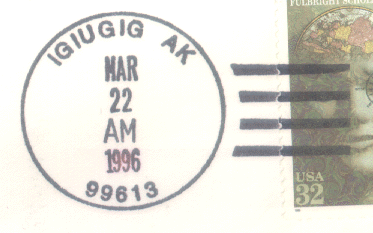 IGIUGIG AK
MAR
22
AM
1996
99613
FULBRIGHT SCHOL
USA
32